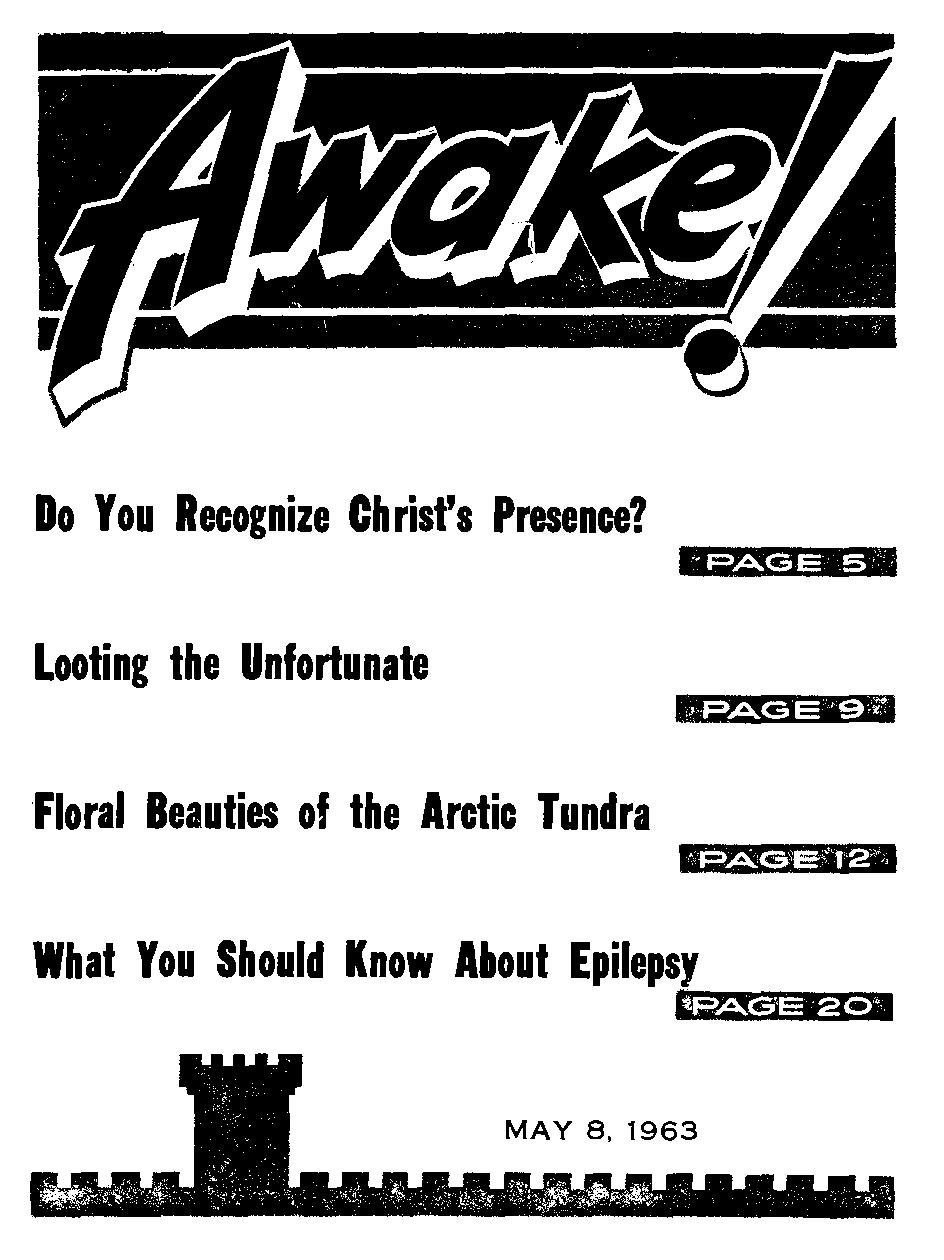 Awake!
Do You Recognize Christ's Presence?
PAGE 5
Looting the Unfortunate
PAGE 9
Floral Beauties of the Arctic Tundra
PAGE 12
What You Should Know About Epilepsy
PAGE 20
MAY 8, 1963